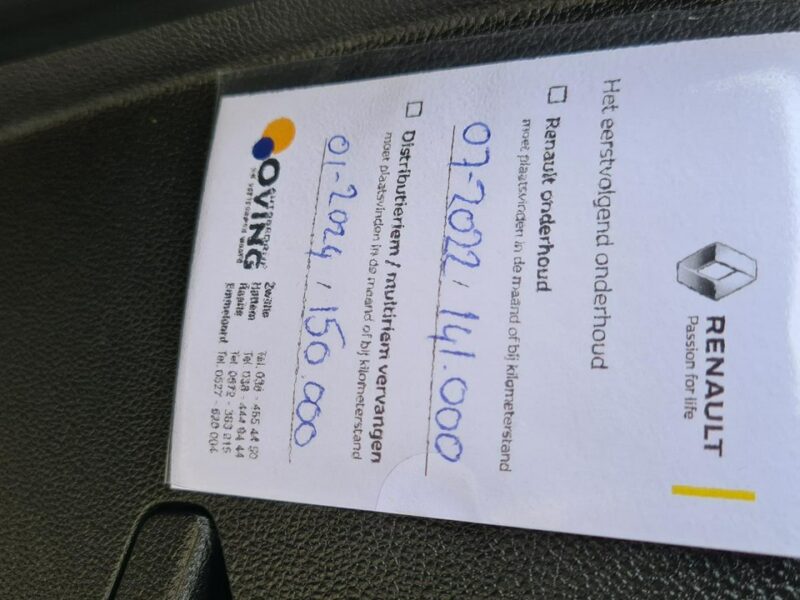 RENAULT
Passion for life
Het eerstvolgend onderhoud
Renault onderhoud
moet plaatsvinden in de maand of bij kilometerstand
07-2022 / 141.000
Distributieriem / multiriem vervangen
moet plaatsvinden in de maand of bij kilometerstand
01-2024 / 150.000
OVING
Zwolle Tel. 038 - 455 44 50
Hattem Tel. 038 - 444 84 44
Raalte Tel. 0572 - 363 215
Emmeloord Tel. 0527 - 620 004